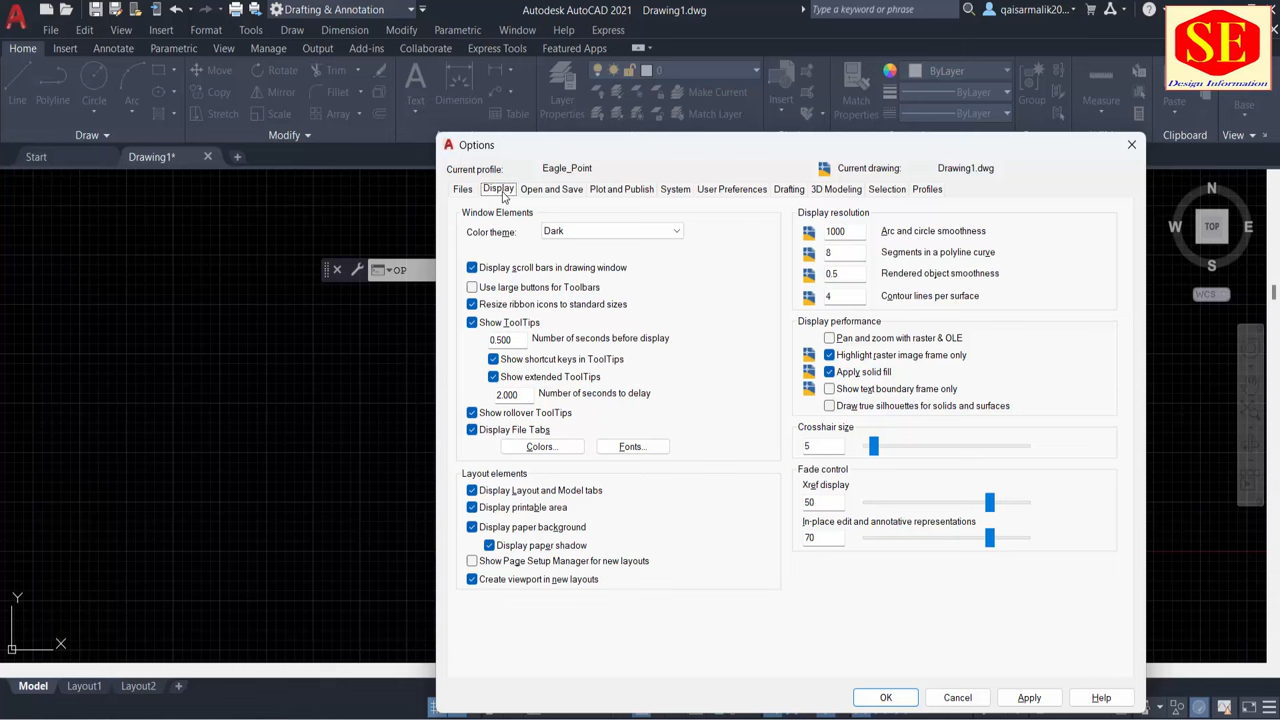 Drafting & Annotation
Autodesk AutoCAD 2021 Drawing1.dwg
Type a keyword or phrase
qaisarmalik20...
File Edit View Insert Format Tools Draw Dimension Modify Parametric Window Help Express
Home Insert Annotate Parametric View Manage Output Add-ins Collaborate Express Tools Featured Apps
SE
Design Information
Line Polyline Circle Arc
Move Rotate Trim
Copy Mirror Fillet
Stretch Scale Array
Text Dimension Table
Layer Properties
0
Make Current
Match Layer
Insert
Match Properties
ByLayer
ByLayer
ByLayer
Group
Measure
Paste
Base
Draw Modify Clipboard View
Start Drawing1*
Options
Current profile: Eagle_Point Current drawing: Drawing1.dwg
Files Display Open and Save Plot and Publish System User Preferences Drafting 3D Modeling Selection Profiles
Window Elements
Color theme: Dark
Display scroll bars in drawing window
Use large buttons for Toolbars
Resize ribbon icons to standard sizes
Show ToolTips
0.500 Number of seconds before display
Show shortcut keys in ToolTips
Show extended ToolTips
2.000 Number of seconds to delay
Show rollover ToolTips
Display File Tabs
Colors... Fonts...
Layout elements
Display Layout and Model tabs
Display printable area
Display paper background
Display paper shadow
Show Page Setup Manager for new layouts
Create viewport in new layouts
Display resolution
1000 Arc and circle smoothness
8 Segments in a polyline curve
0.5 Rendered object smoothness
4 Contour lines per surface
Display performance
Pan and zoom with raster & OLE
Highlight raster image frame only
Apply solid fill
Show text boundary frame only
Draw true silhouettes for solids and surfaces
Crosshair size
5
Fade control
Xref display
50
In-place edit and annotative representations
70
OK Cancel Apply Help
OP
N
W TOP E
S
WCS
Y
X
Model Layout1 Layout2